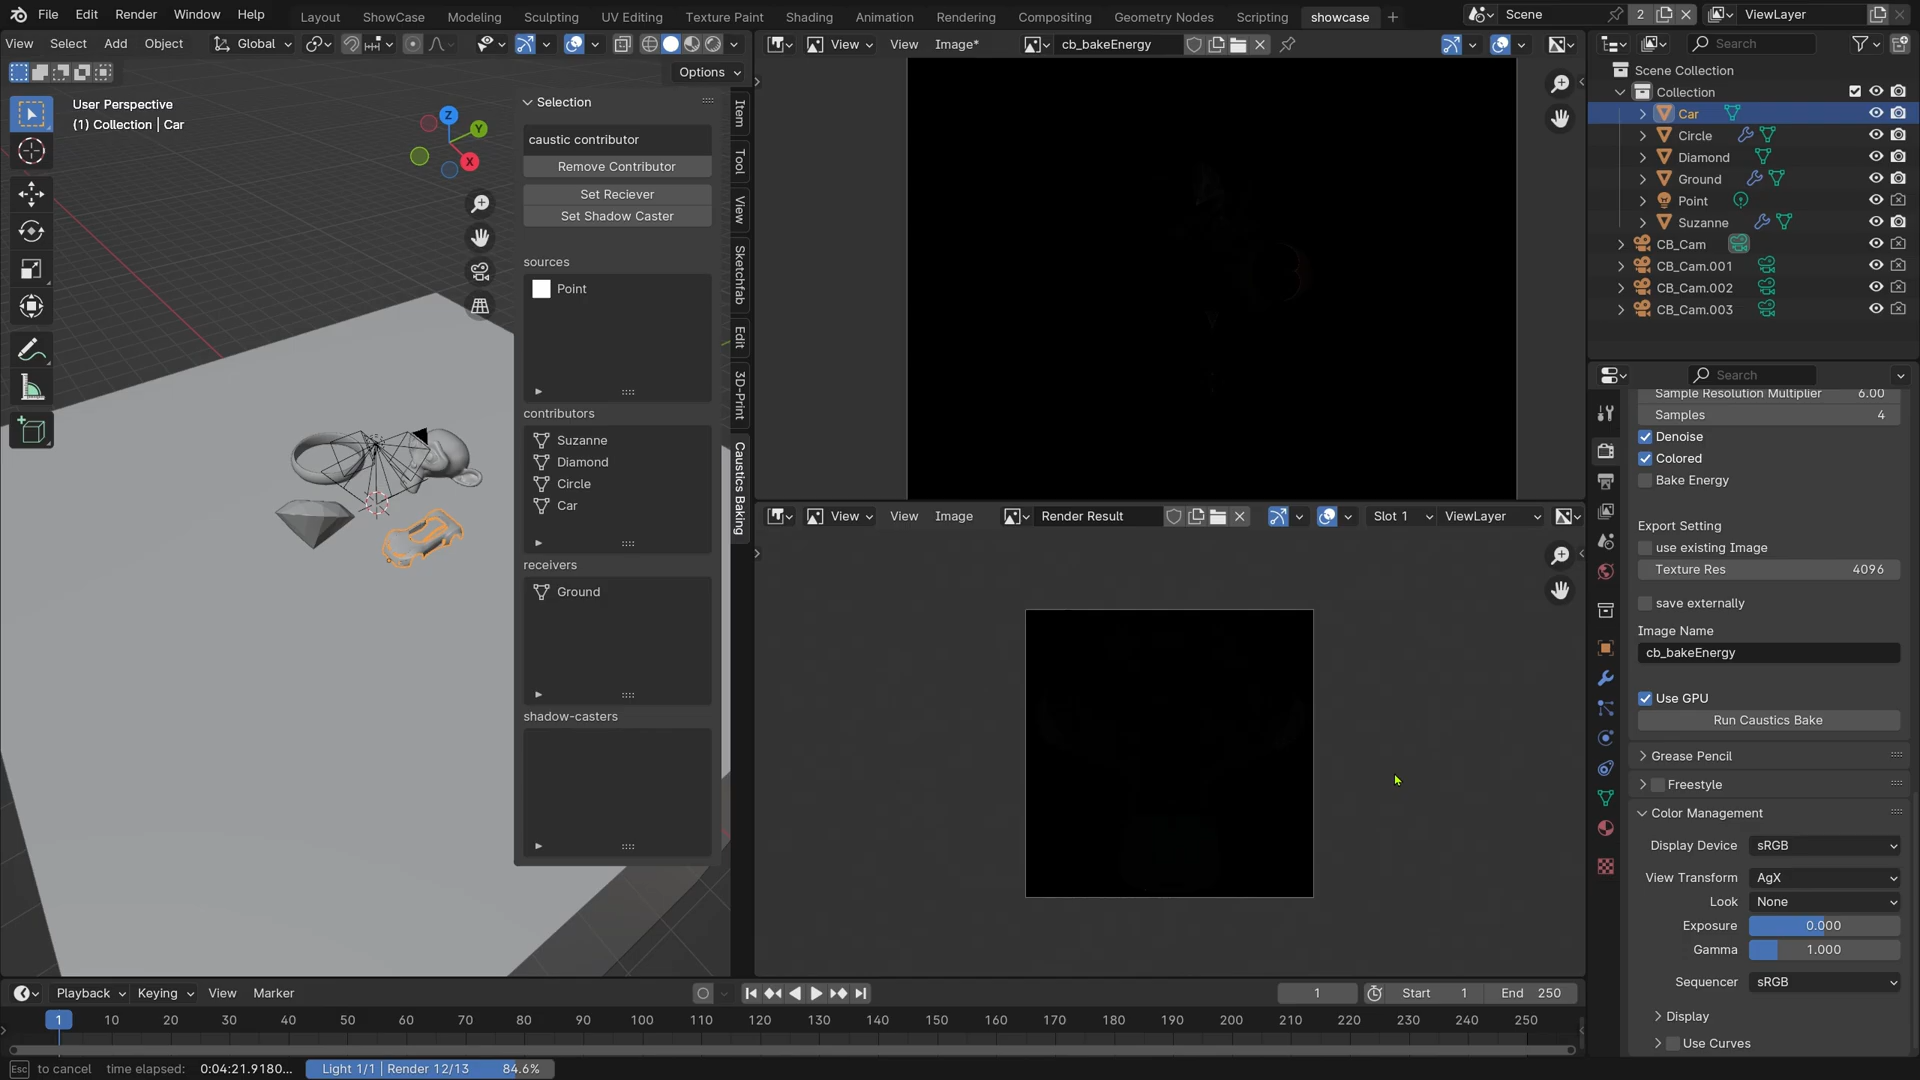 File Edit Render Window Help Layout ShowCase Modeling Sculpting UV Editing Texture Paint Shading Animation Rendering Compositing Geometry Nodes Scripting showcase Scene 2 ViewLayer
View Select Add Object Global View View Image* cb_bakeEnergy Search
Options
User Perspective
(1) Collection | Car
Z
Y
X
Selection
caustic contributor
Remove Contributor
Set Reciever
Set Shadow Caster
sources
Point
contributors
Suzanne
Diamond
Circle
Car
receivers
Ground
shadow-casters
Item
Tool
View
Sketchfab
Edit
3D-Print
Caustics Baking
View View Image Render Result Slot 1 ViewLayer
Scene Collection
Collection
Car
Circle
Diamond
Ground
Point
Suzanne
CB_Cam
CB_Cam.001
CB_Cam.002
CB_Cam.003
Search
Sample Resolution Multiplier 6.00
Samples 4
Denoise
Colored
Bake Energy
Export Setting
use existing Image
Texture Res 4096
save externally
Image Name
cb_bakeEnergy
Use GPU
Run Caustics Bake
Grease Pencil
Freestyle
Color Management
Display Device sRGB
View Transform AgX
Look None
Exposure 0.000
Gamma 1.000
Sequencer sRGB
Display
Use Curves
Playback Keying View Marker 1 Start 1 End 250
1 10 20 30 40 50 60 70 80 90 100 110 120 130 140 150 160 170 180 190 200 210 220 230 240 250
Esc to cancel time elapsed: 0:04:21.9180... Light 1/1 | Render 12/13 84.6%